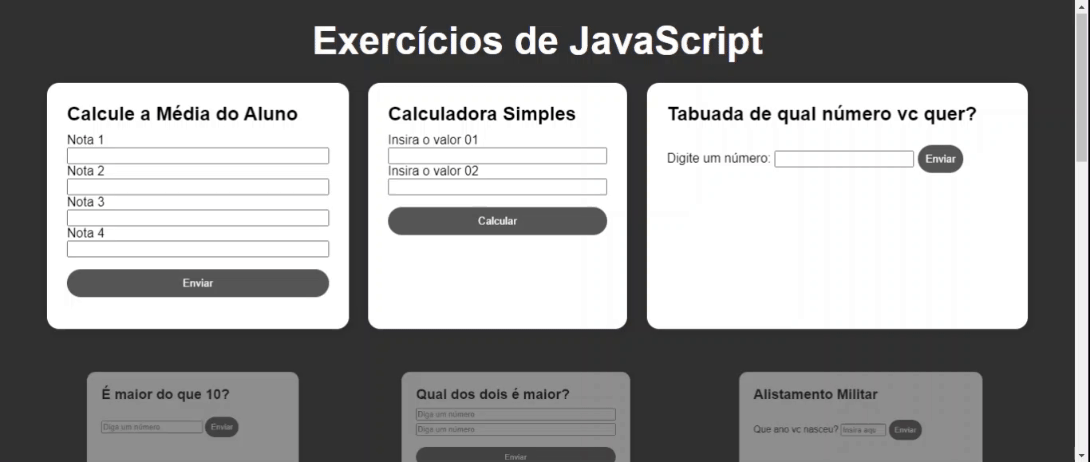 Exercícios de JavaScript
Calcule a Média do Aluno
Nota 1
Nota 2
Nota 3
Nota 4
Enviar
Calculadora Simples
Insira o valor 01
Insira o valor 02
Calcular
Tabuada de qual número vc quer?
Digite um número: Enviar
É maior do que 10?
Diga um número Enviar
Qual dos dois é maior?
Diga um número
Diga um número
Enviar
Alistamento Militar
Que ano vc nasceu? Insira aqui Enviar